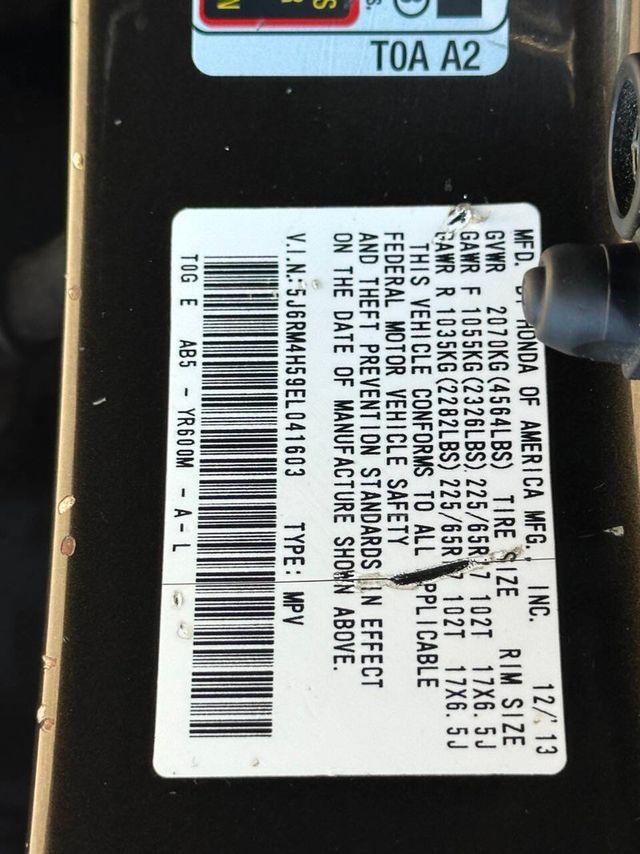 TOA A2
MFD. BY HONDA OF AMERICA MFG., INC. 12/'13
GVWR 2070KG(4564LBS) TIRE SIZE RIM SIZE
GAWR F 1055KG(2326LBS) 225/65R17 102T 17X6.5J
GAWR R 1035KG(2282LBS) 225/65R17 102T 17X6.5J
THIS VEHICLE CONFORMS TO ALL APPLICABLE
FEDERAL MOTOR VEHICLE SAFETY
AND THEFT PREVENTION STANDARDS IN EFFECT
ON THE DATE OF MANUFACTURE SHOWN ABOVE.
V.I.N.:5J6RM4H59EL041603 TYPE: MPV
TOG E AB5 - YR600M - A-L